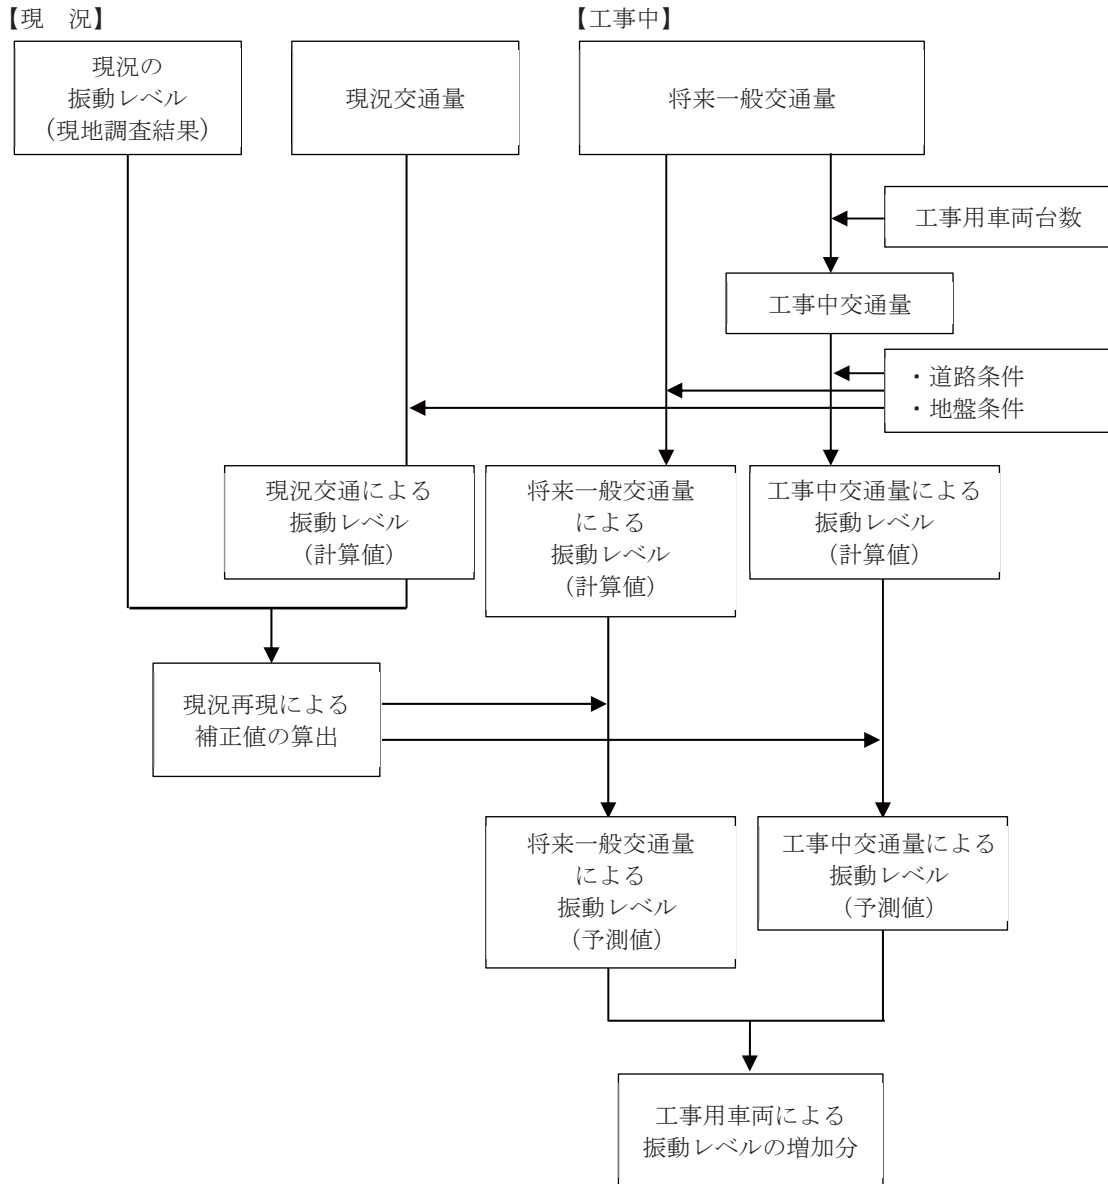 【現　況】
【工事中】
現況の
振動レベル
（現地調査結果）
現況交通量
将来一般交通量
工事用車両台数
工事中交通量
・道路条件
・地盤条件
現況交通による
振動レベル
（計算値）
将来一般交通量
による
振動レベル
（計算値）
工事中交通量による
振動レベル
（計算値）
現況再現による
補正値の算出
将来一般交通量
による
振動レベル
（予測値）
工事中交通量による
振動レベル
（予測値）
工事用車両による
振動レベルの増加分